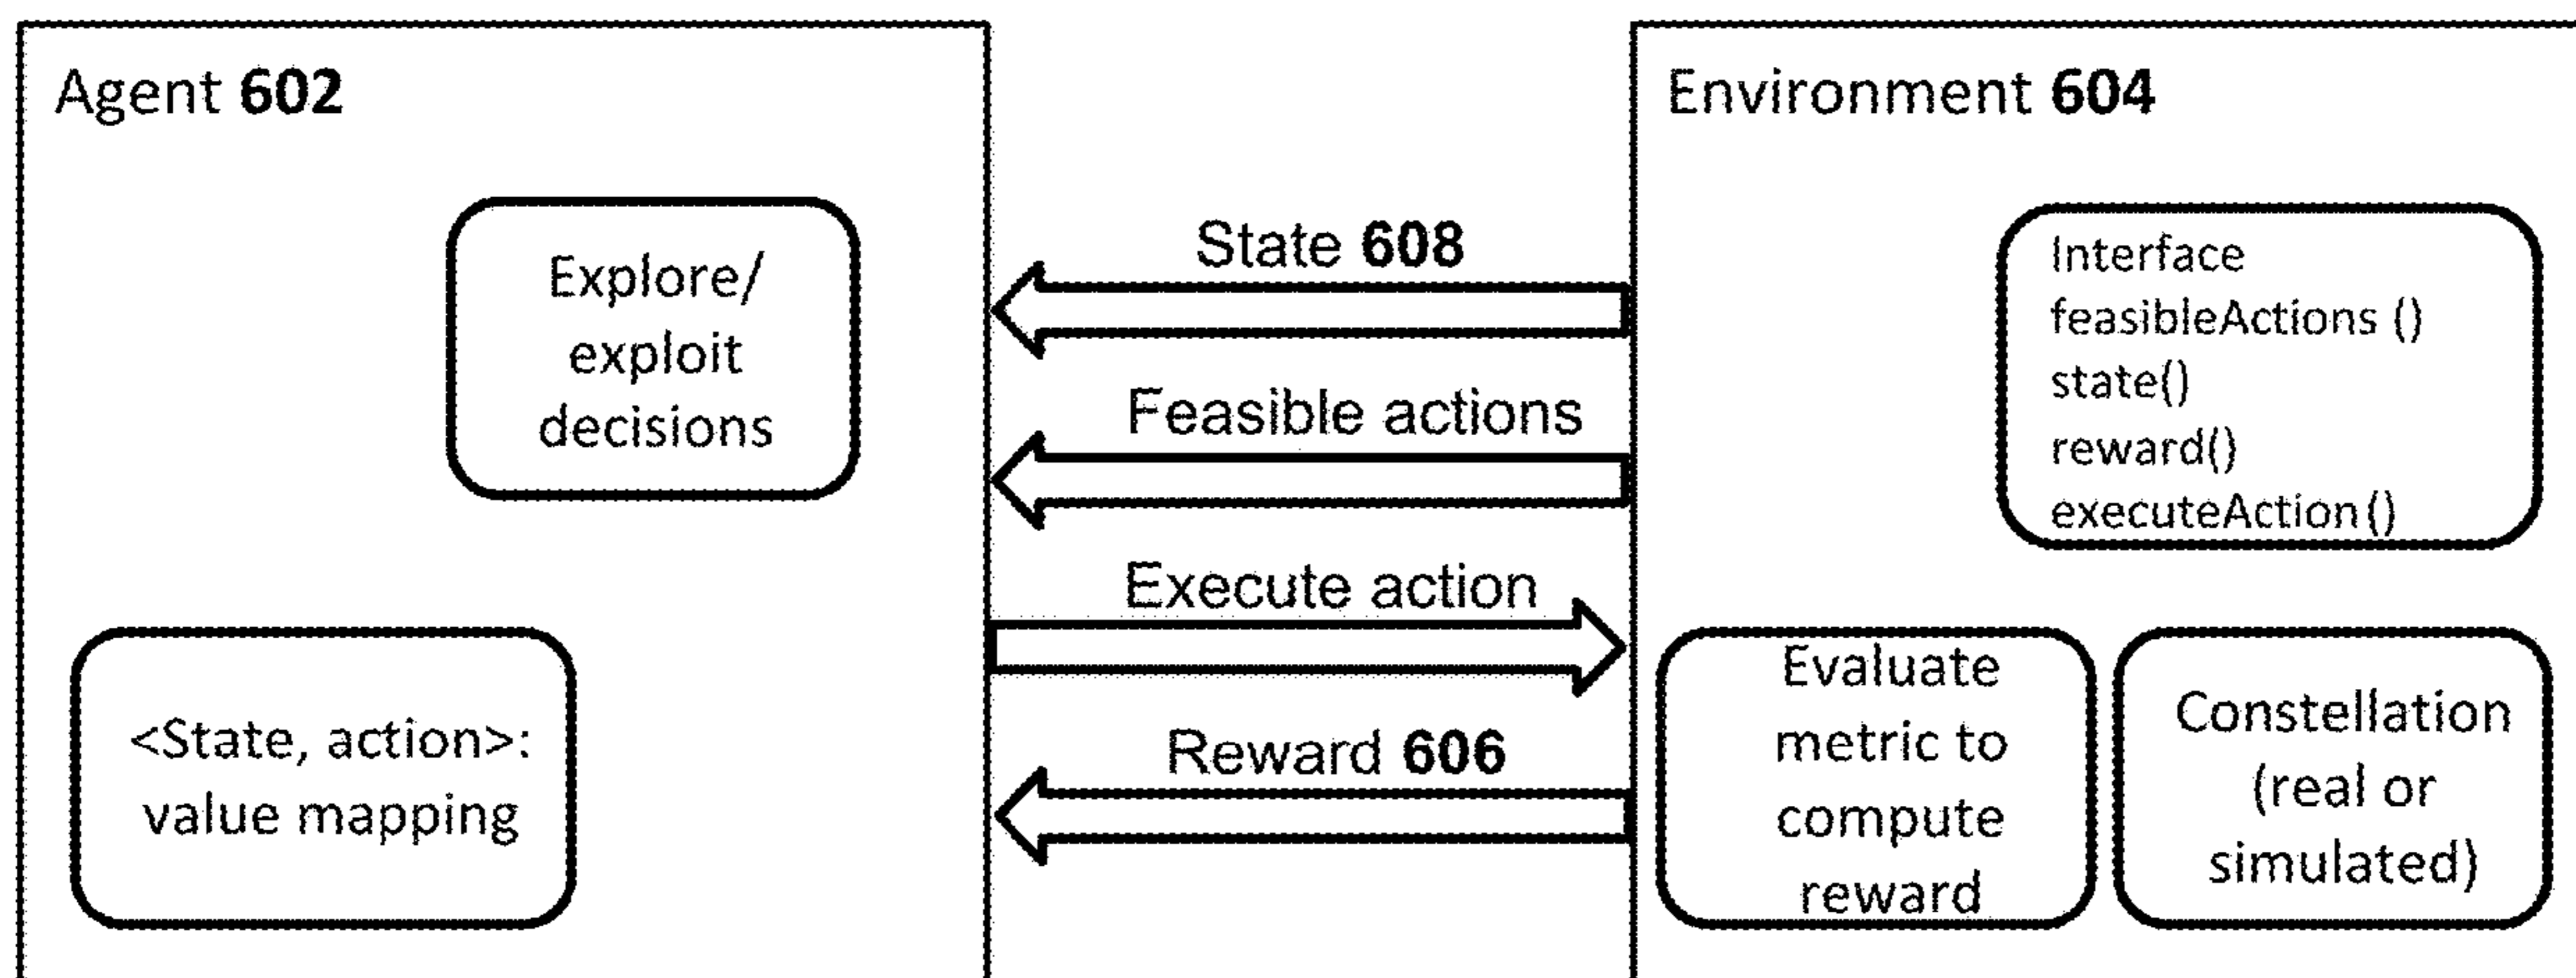 Agent 602
Explore/
exploit
decisions
<State, action>:
value mapping
State 608
Feasible actions
Execute action
Reward 606
Environment 604
Interface
feasibleActions ()
state()
reward()
executeAction()
Evaluate
metric to
compute
reward
Constellation
(real or
simulated)